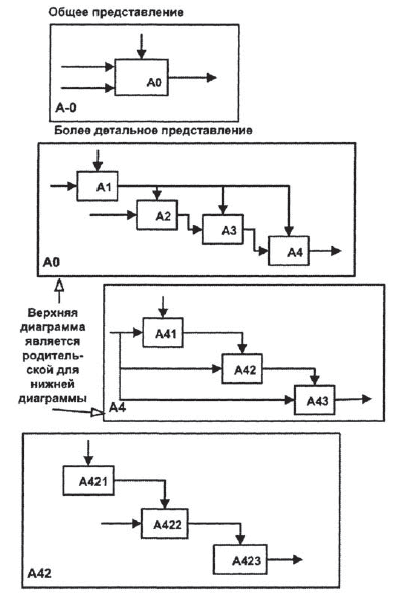 Общее представление
A0
A-0
Более детальное представление
A1
A2
A3
A4
A0
Верхняя
диаграмма
является
родитель-
ской для
нижней
диаграммы
A41
A42
A43
A4
A421
A422
A423
A42